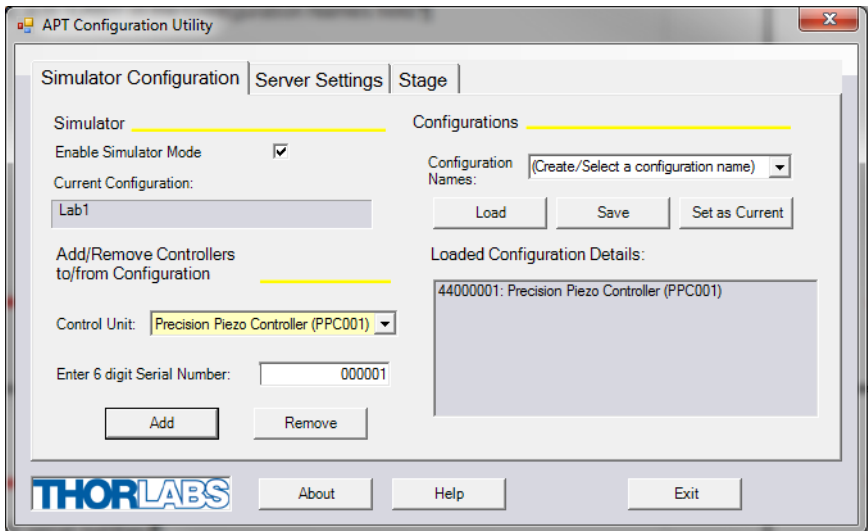 APT Configuration Utility
Simulator Configuration
Server Settings
Stage
Simulator
Enable Simulator Mode
Current Configuration:
Lab1
Add/Remove Controllers
to/from Configuration
Control Unit:
Precision Piezo Controller (PPC001)
Enter 6 digit Serial Number:
000001
Add
Remove
Configurations
Configuration
Names:
(Create/Select a configuration name)
Load
Save
Set as Current
Loaded Configuration Details:
44000001: Precision Piezo Controller (PPC001)
THORLABS
About
Help
Exit